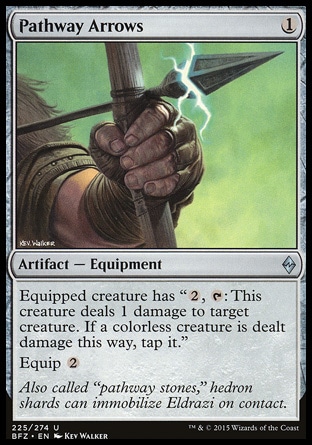 Pathway Arrows 1
KEV WALKER
Artifact — Equipment
Equipped creature has “2, T: This
creature deals 1 damage to target
creature. If a colorless creature is dealt
damage this way, tap it.”
Equip 2
Also called “pathway stones,” hedron
shards can immobilize Eldrazi on contact.
225/274 U
BFZ • EN Kev Walker
™ & © 2015 Wizards of the Coast